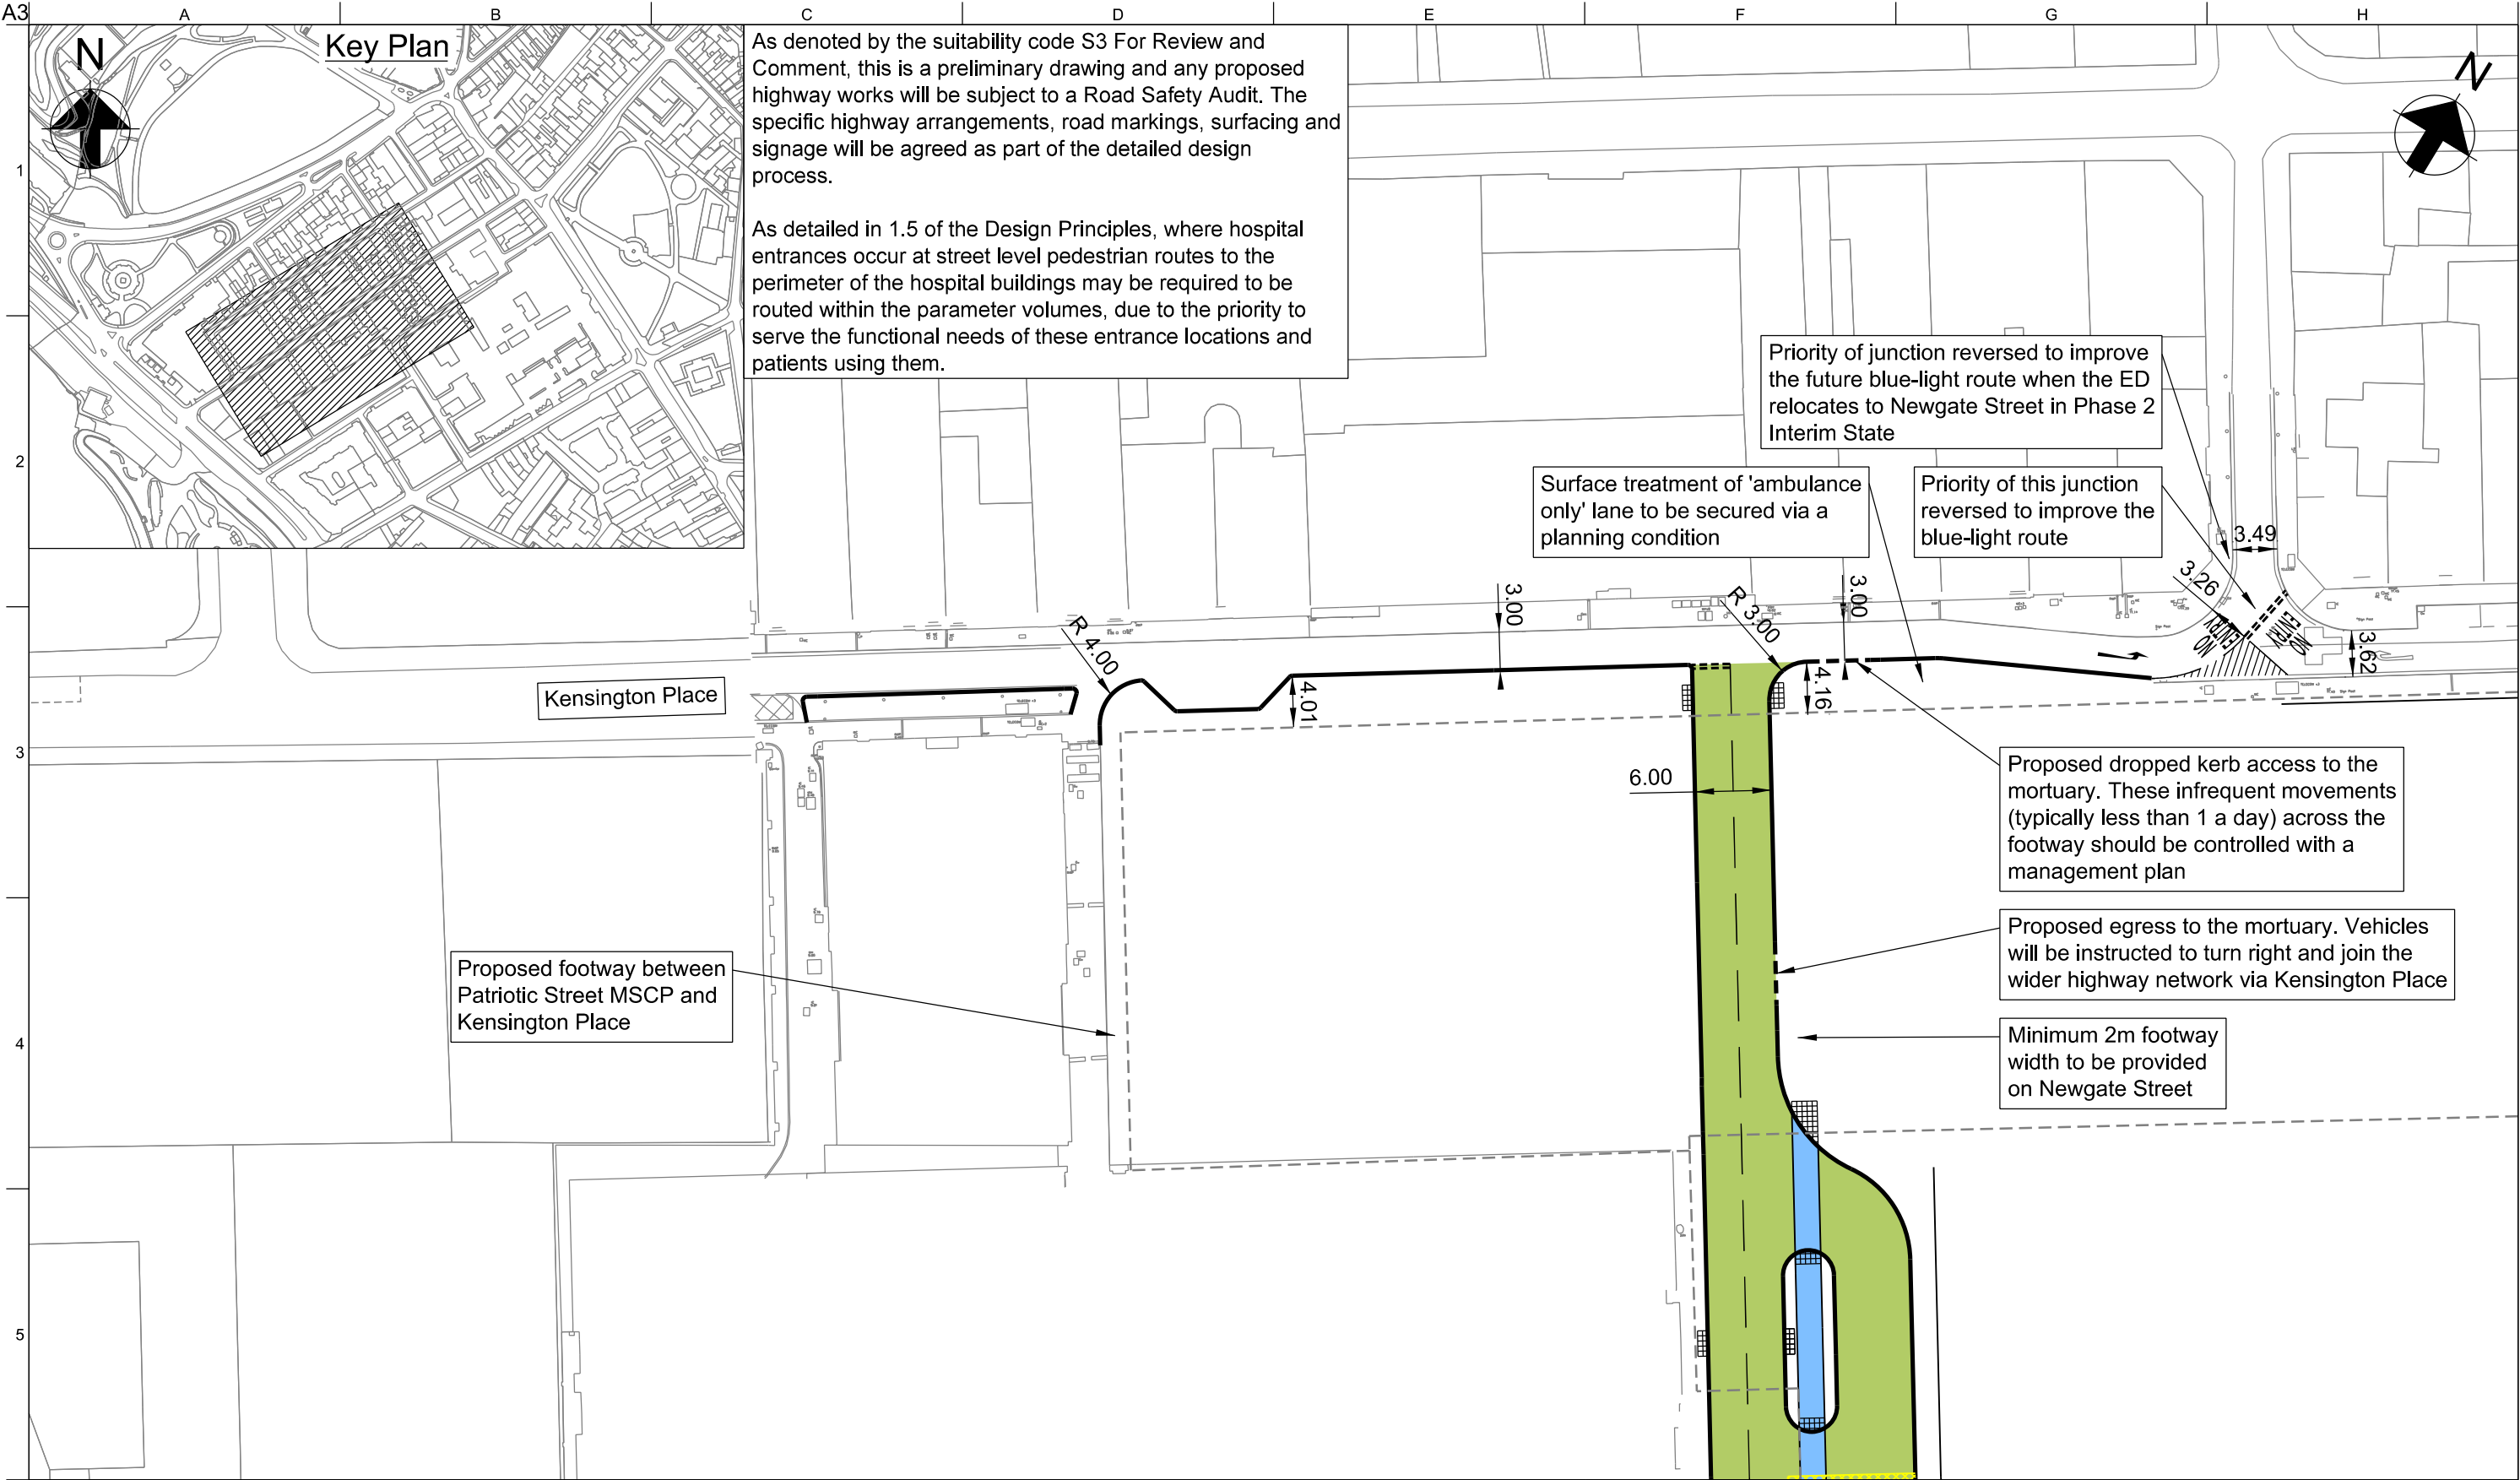 A3
A
B
C
D
E
F
G
H
1
2
3
4
5
Key Plan
N
As denoted by the suitability code S3 For Review and
Comment, this is a preliminary drawing and any proposed
highway works will be subject to a Road Safety Audit. The
specific highway arrangements, road markings, surfacing and
signage will be agreed as part of the detailed design
process.
As detailed in 1.5 of the Design Principles, where hospital
entrances occur at street level pedestrian routes to the
perimeter of the hospital buildings may be required to be
routed within the parameter volumes, due to the priority to
serve the functional needs of these entrance locations and
patients using them.
N
Priority of junction reversed to improve
the future blue-light route when the ED
relocates to Newgate Street in Phase 2
Interim State
Surface treatment of 'ambulance
only' lane to be secured via a
planning condition
Priority of this junction
reversed to improve the
blue-light route
3.49
3.26
3.00
3.00
R 3.00
R 4.00
NO
ENTRY
NO
ENTRY
3.62
4.01
4.16
Kensington Place
6.00
Proposed dropped kerb access to the
mortuary. These infrequent movements
(typically less than 1 a day) across the
footway should be controlled with a
management plan
Proposed egress to the mortuary. Vehicles
will be instructed to turn right and join the
wider highway network via Kensington Place
Proposed footway between
Patriotic Street MSCP and
Kensington Place
Minimum 2m footway
width to be provided
on Newgate Street